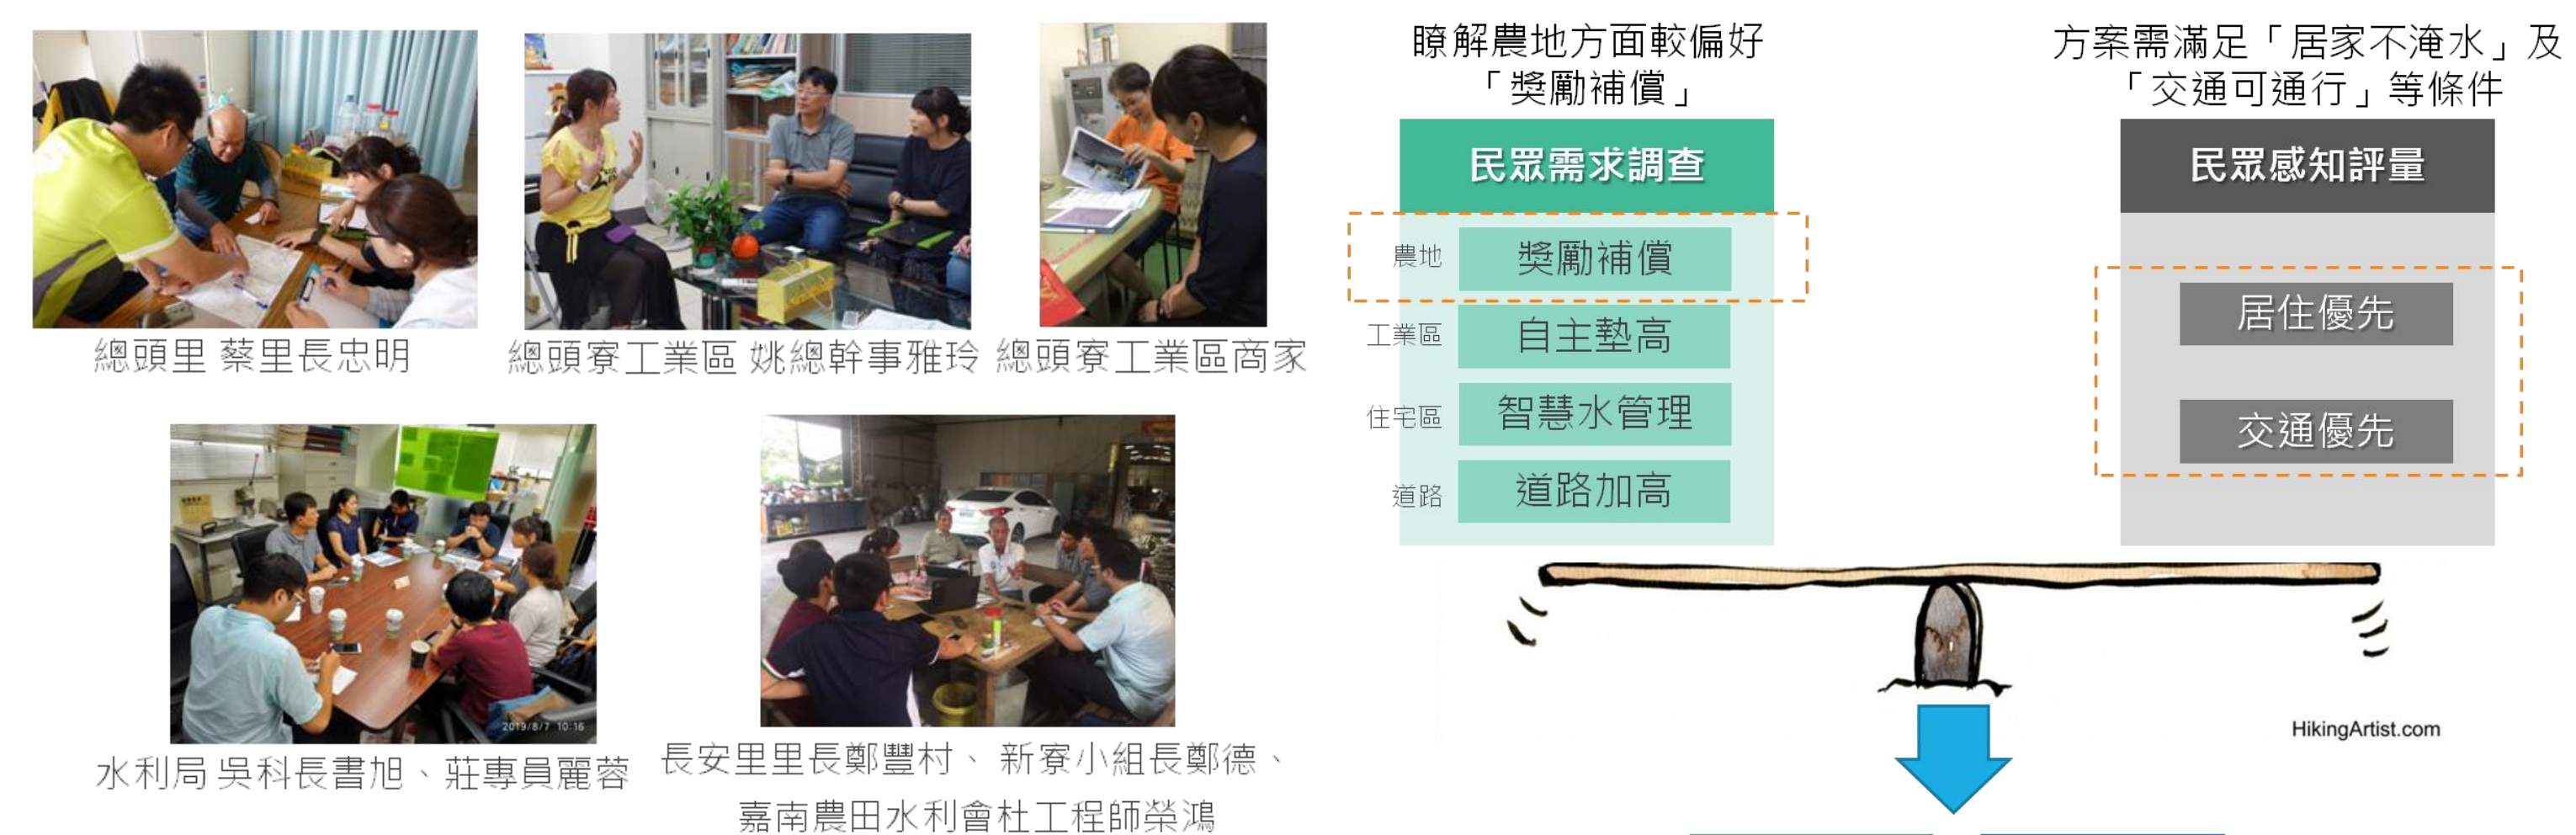 總頭里 蔡里長忠明
總頭寮工業區 姚總幹事雅玲
總頭寮工業區商家
2019/8/7 10:16
水利局 吳科長書旭、莊專員麗蓉
長安里里長鄭豐村、新寮小組長鄭德、
嘉南農田水利會杜工程師榮鴻
瞭解農地方面較偏好
「獎勵補償」
民眾需求調查
農地 獎勵補償
工業區 自主墊高
住宅區 智慧水管理
道路 道路加高
方案需滿足「居家不淹水」及
「交通可通行」等條件
民眾感知評量
居住優先
交通優先
HikingArtist.com